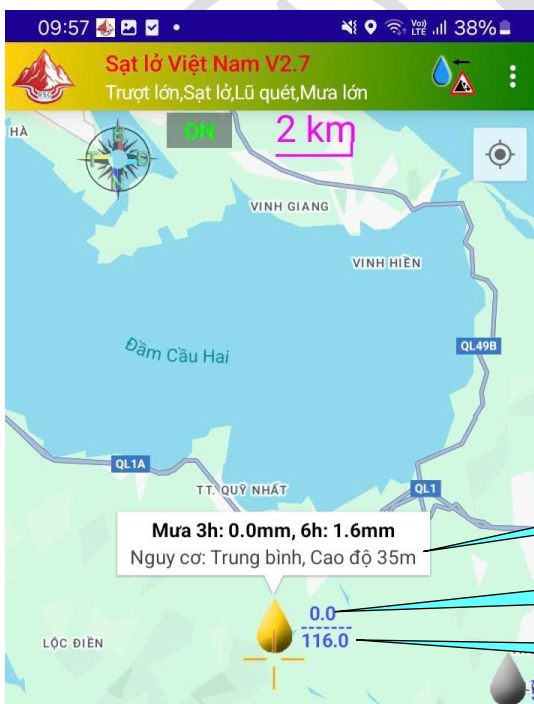 09:57 38%
Sạt lở Việt Nam V2.7
Trượt lớn,Sạt lở,Lũ quét,Mưa lớn
HÀ
ON
2 km
B
T Đ
N
VINH GIANG
VINH HIỀN
Đầm Cầu Hai
QL49B
QL1A
TT. QUỸ NHẤT
QL1
Mưa 3h: 0.0mm, 6h: 1.6mm
Nguy cơ: Trung bình, Cao độ 35m
0.0
116.0
LỘC ĐIỀN